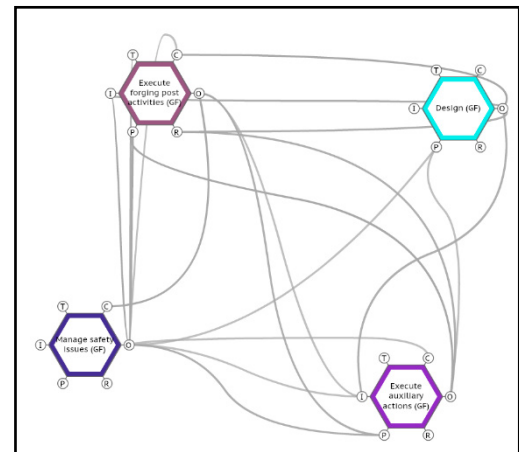 T C
Execute
forging post
activities (GF)
I O
P R
T C
Design (GF)
I O
P R
T C
Manage safety
issues (GF)
I O
P R
T C
Execute
auxiliary
actions (GF)
I O
P R